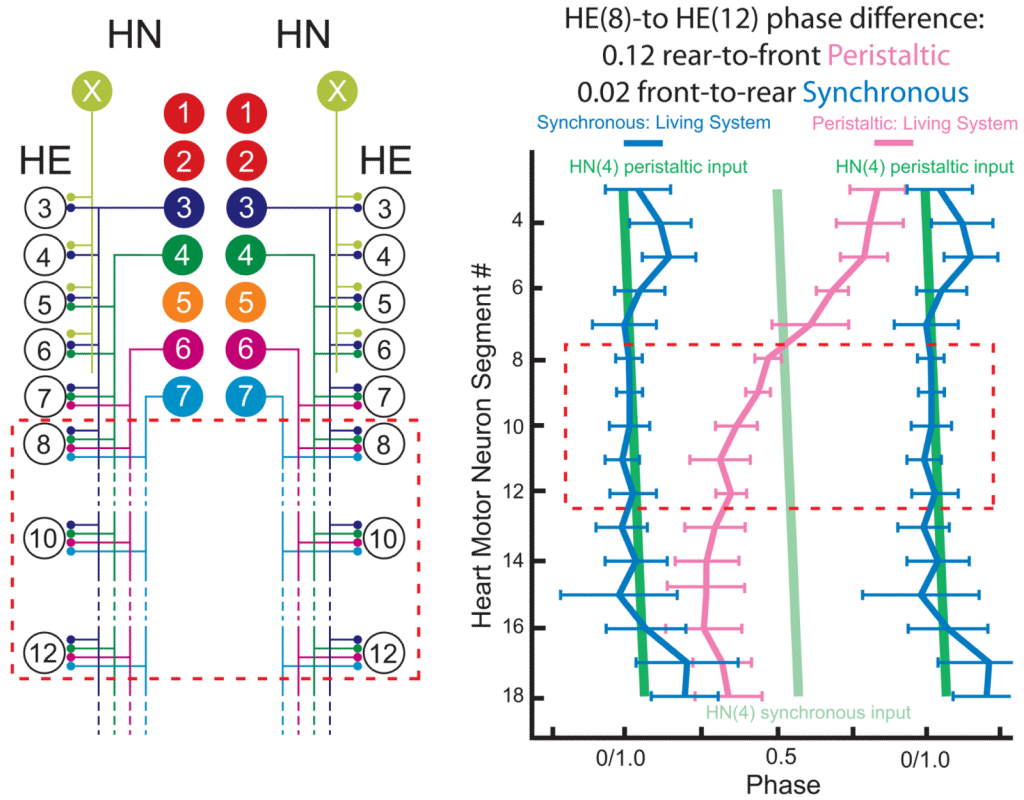 HN HN
X X
HE HE
1 1
2 2
3 3 3 3
4 4 4 4
5 5 5 5
6 6 6 6
7 7 7 7
8 8
10 10
12 12
HE(8)-to HE(12) phase difference:
0.12 rear-to-front Peristaltic
0.02 front-to-rear Synchronous
Synchronous: Living System Peristaltic: Living System
HN(4) peristaltic input HN(4) peristaltic input
Heart Motor Neuron Segment #
4
6
8
10
12
14
16
18
HN(4) synchronous input
0/1.0 0.5 0/1.0
Phase